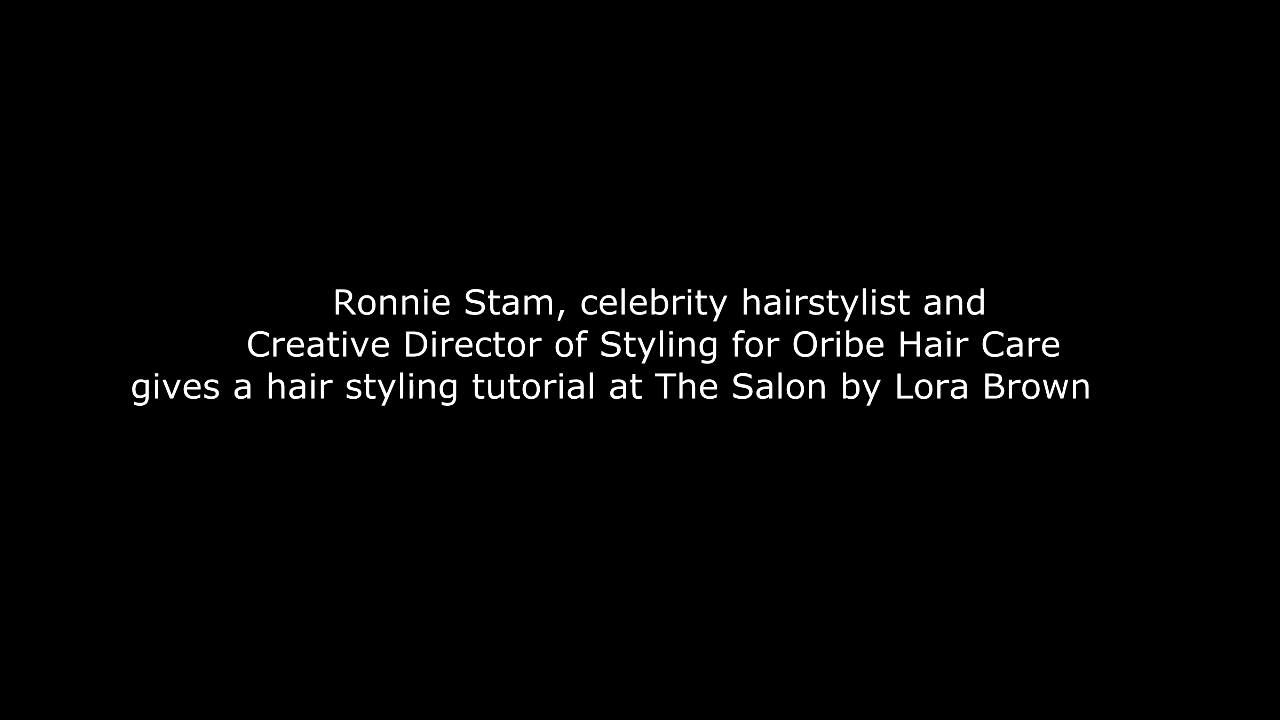 Ronnie Stam, celebrity hairstylist and
Creative Director of Styling for Oribe Hair Care
gives a hair styling tutorial at The Salon by Lora Brown